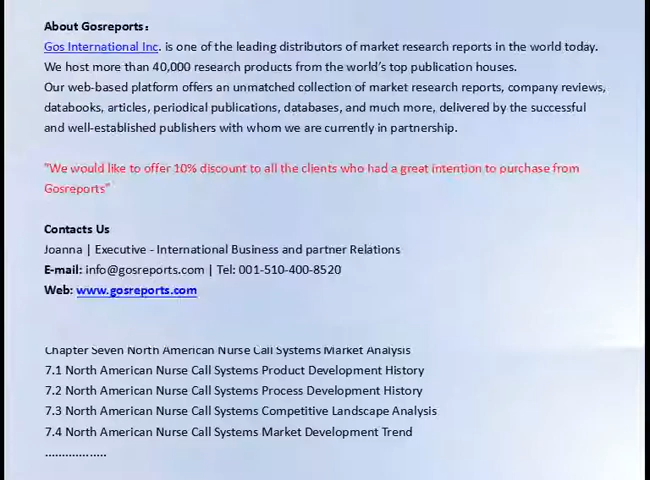 About Gosreports：
Gos International Inc. is one of the leading distributors of market research reports in the world today.
We host more than 40,000 research products from the world’s top publication houses.
Our web-based platform offers an unmatched collection of market research reports, company reviews,
databooks, articles, periodical publications, databases, and much more, delivered by the successful
and well-established publishers with whom we are currently in partnership.
"We would like to offer 10% discount to all the clients who had a great intention to purchase from
Gosreports"
Contacts Us
Joanna | Executive - International Business and partner Relations
E-mail: info@gosreports.com | Tel: 001-510-400-8520
Web: www.gosreports.com
Chapter Seven North American Nurse Call Systems Market Analysis
7.1 North American Nurse Call Systems Product Development History
7.2 North American Nurse Call Systems Process Development History
7.3 North American Nurse Call Systems Competitive Landscape Analysis
7.4 North American Nurse Call Systems Market Development Trend
..................